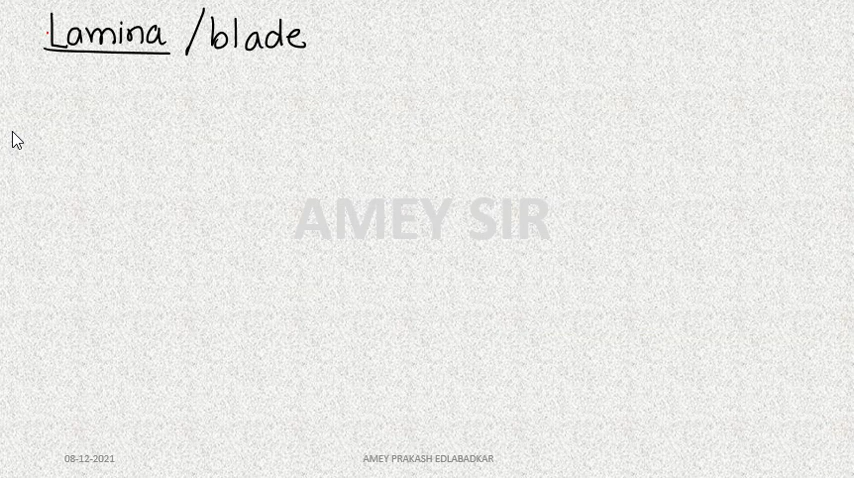 Lamina / blade
AMEY SIR
08-12-2021
AMEY PRAKASH EDLABADKAR